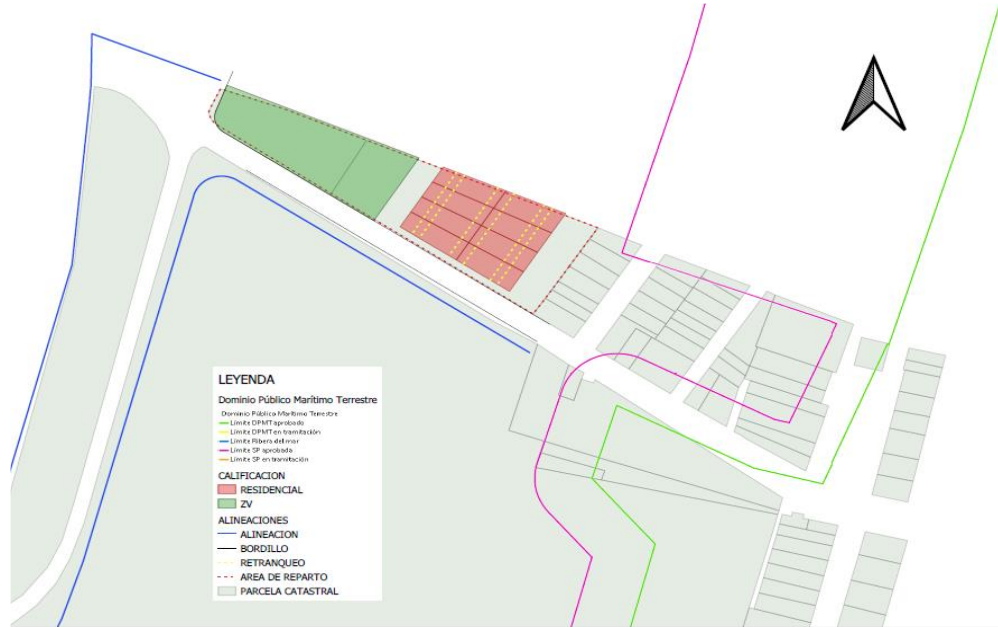 LEYENDA
Dominio Público Marítimo Terrestre
Dominio Público Marítimo Terrestre
Límite DPMT aprobado
Límite DPMT en tramitación
Límite Ribera del mar
Límite SP aprobada
Límite SP en tramitación
CALIFICACION
RESIDENCIAL
ZV
ALINEACIONES
ALINEACION
BORDILLO
RETRANQUEO
AREA DE REPARTO
PARCELA CATASTRAL